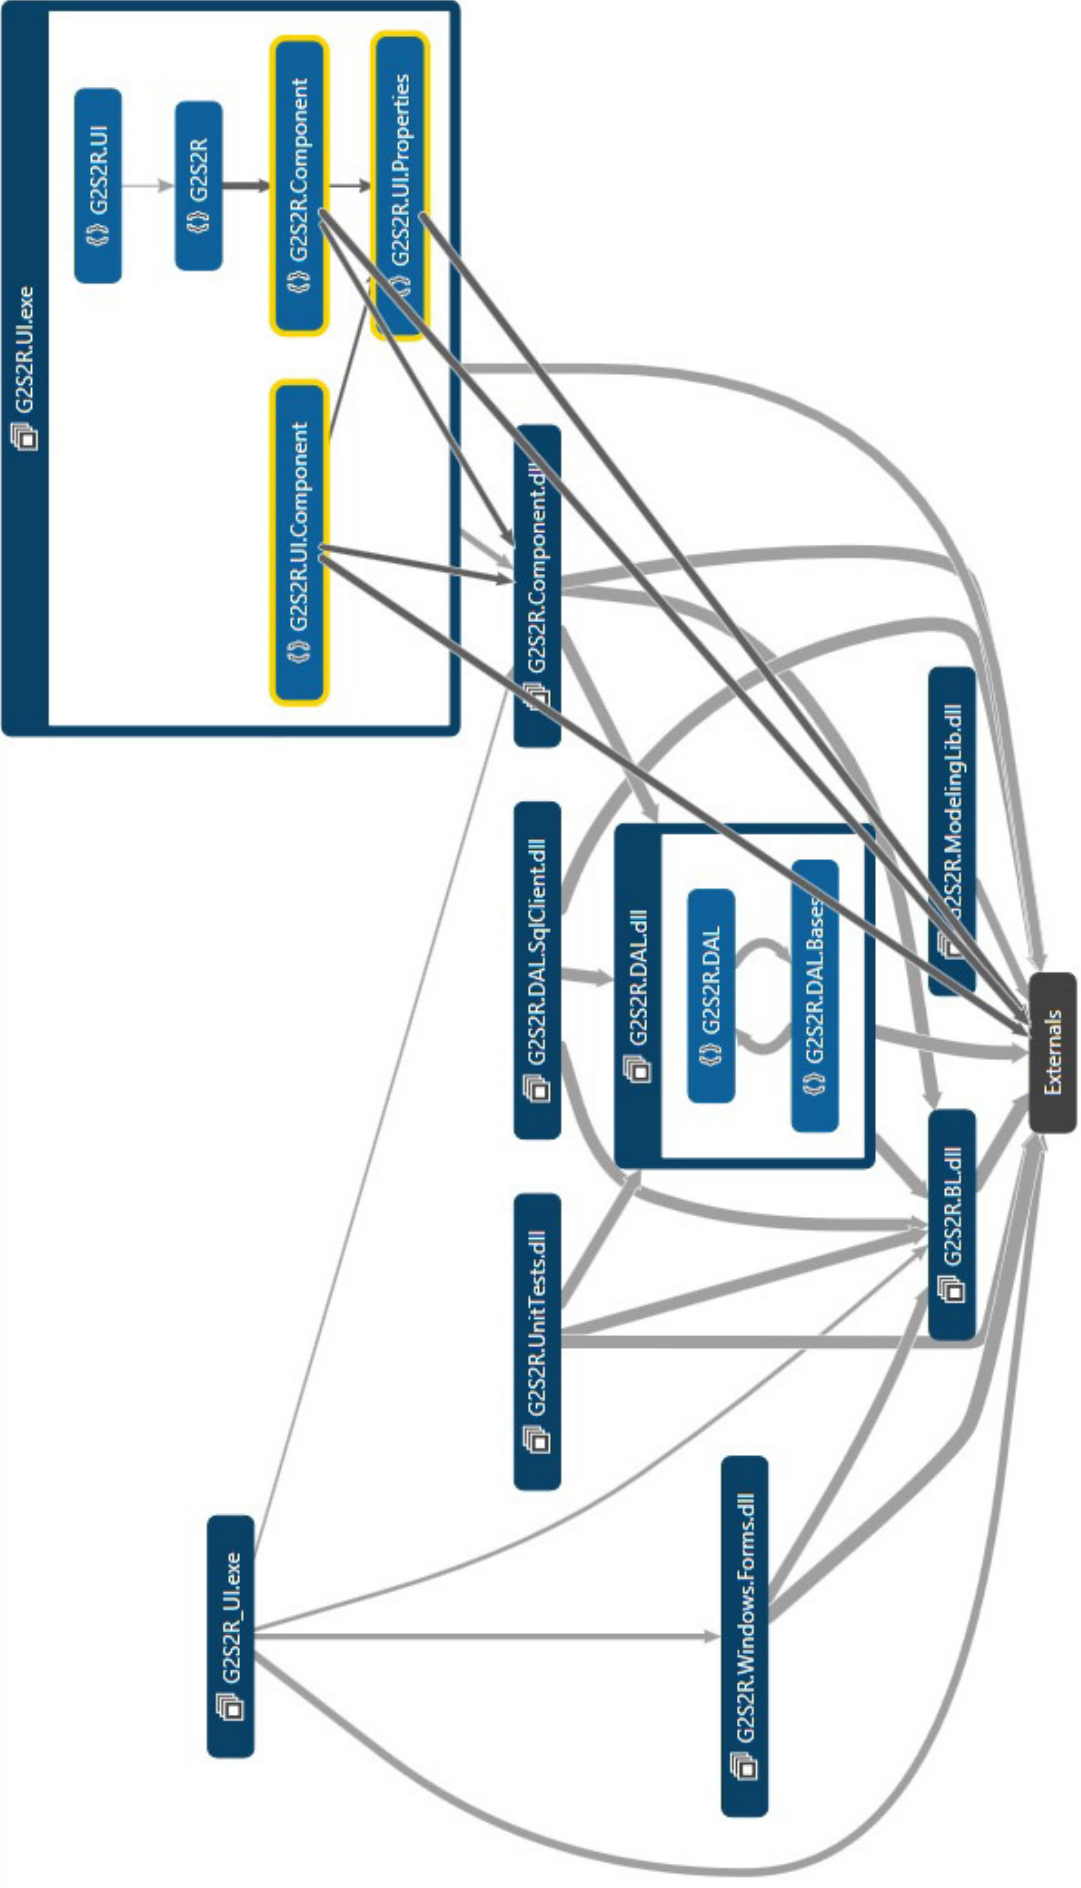 G2S2R.UI.exe
G2S2R.UI
G2S2R
G2S2R.Component
G2S2R.UI.Properties
G2S2R.UI.Component
G2S2R.Component.dll
G2S2R.DAL.SqlClient.dll
G2S2R.DAL.dll
G2S2R.DAL
G2S2R.DAL.Bases
G2S2R.ModelingLib.dll
G2S2R.UnitTests.dll
G2S2R.BL.dll
Externals
G2S2R_UI.exe
G2S2R.Windows.Forms.dll